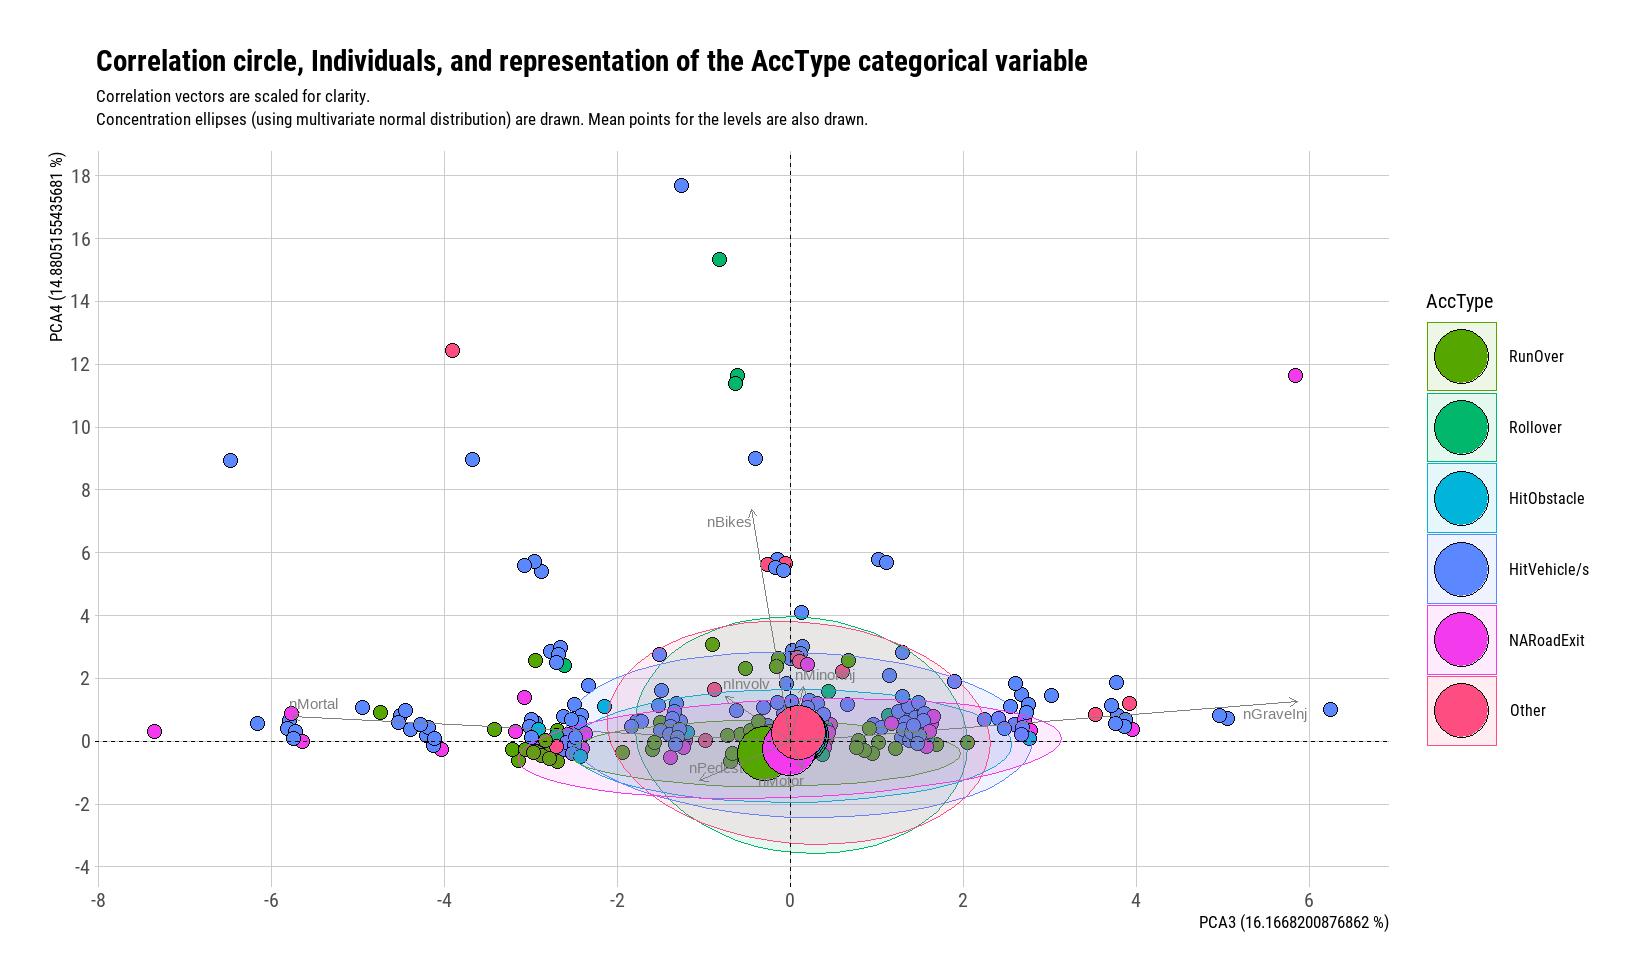 Correlation circle, Individuals, and representation of the AccType categorical variable
Correlation vectors are scaled for clarity.
Concentration ellipses (using multivariate normal distribution) are drawn. Mean points for the levels are also drawn.
PCA4 (14.8805155435681 %)
18
16
14
12
10
8
6
4
2
0
-2
-4
nBikes
nMinorInj
nInvolv
nMortal
nGraveInj
nMotor
-8
-6
-4
-2
0
2
4
6
PCA3 (16.1668200876862 %)
AccType
RunOver
Rollover
HitObstacle
HitVehicle/s
NARoadExit
Other